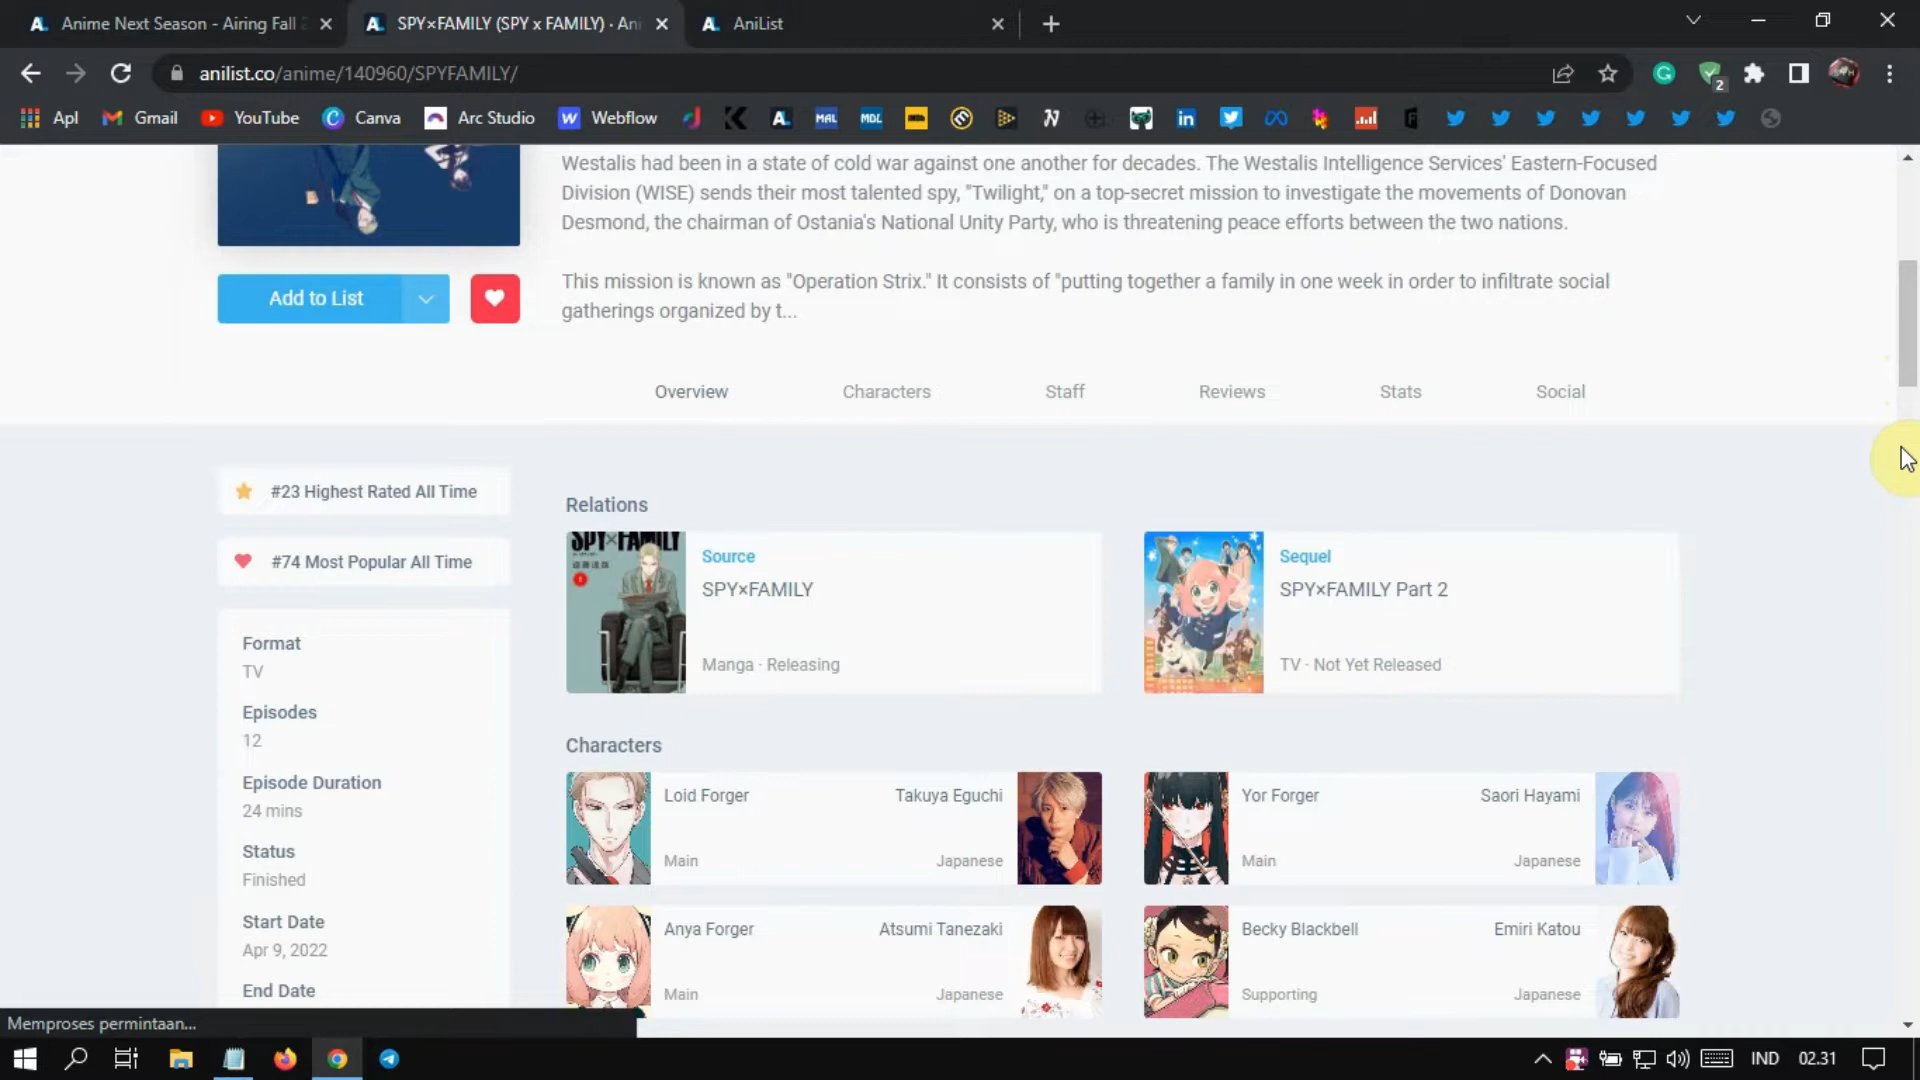 Anime Next Season - Airing Fall 2
SPY×FAMILY (SPY x FAMILY) · Ani
AniList
anilist.co/anime/140960/SPYFAMILY/
2
Apl
Gmail
YouTube
Canva
Arc Studio
Webflow
MAL
MDL
Westalis had been in a state of cold war against one another for decades. The Westalis Intelligence Services' Eastern-Focused
Division (WISE) sends their most talented spy, "Twilight," on a top-secret mission to investigate the movements of Donovan
Desmond, the chairman of Ostania's National Unity Party, who is threatening peace efforts between the two nations.
This mission is known as "Operation Strix." It consists of "putting together a family in one week in order to infiltrate social
gatherings organized by t...
Add to List
Overview
Characters
Staff
Reviews
Stats
Social
#23 Highest Rated All Time
#74 Most Popular All Time
Format
TV
Episodes
12
Episode Duration
24 mins
Status
Finished
Start Date
Apr 9, 2022
End Date
Relations
SPY×FAMILY
Source
SPY×FAMILY
Manga · Releasing
Sequel
SPY×FAMILY Part 2
TV · Not Yet Released
Characters
Loid Forger
Takuya Eguchi
Main
Japanese
Yor Forger
Saori Hayami
Main
Japanese
Anya Forger
Atsumi Tanezaki
Main
Japanese
Becky Blackbell
Emiri Katou
Supporting
Japanese
Memproses permintaan...
IND
02.31